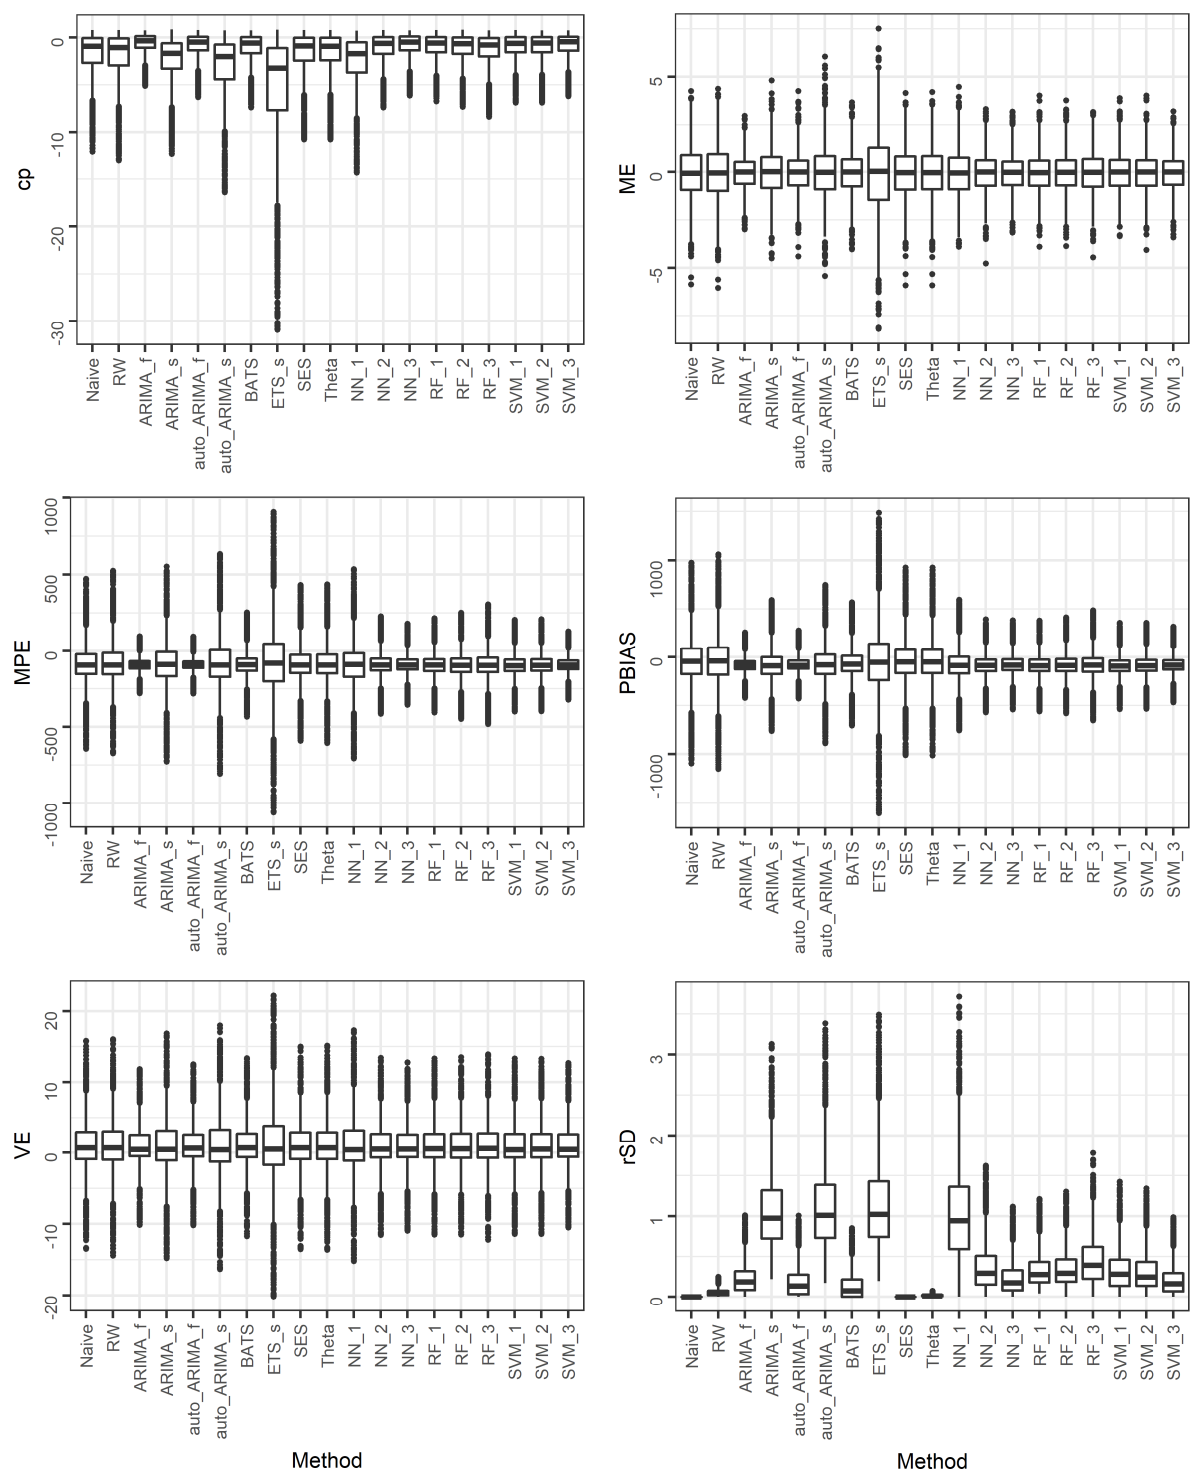 cp
0
-10
-20
-30
Naive
RW
ARIMA_f
ARIMA_s
auto_ARIMA_f
auto_ARIMA_s
BATS
ETS_s
SES
Theta
NN_1
NN_2
NN_3
RF_1
RF_2
RF_3
SVM_1
SVM_2
SVM_3
ME
5
0
-5
Naive
RW
ARIMA_f
ARIMA_s
auto_ARIMA_f
auto_ARIMA_s
BATS
ETS_s
SES
Theta
NN_1
NN_2
NN_3
RF_1
RF_2
RF_3
SVM_1
SVM_2
SVM_3
MPE
1000
500
0
-500
-1000
Naive
RW
ARIMA_f
ARIMA_s
auto_ARIMA_f
auto_ARIMA_s
BATS
ETS_s
SES
Theta
NN_1
NN_2
NN_3
RF_1
RF_2
RF_3
SVM_1
SVM_2
SVM_3
PBIAS
1000
0
-1000
Naive
RW
ARIMA_f
ARIMA_s
auto_ARIMA_f
auto_ARIMA_s
BATS
ETS_s
SES
Theta
NN_1
NN_2
NN_3
RF_1
RF_2
RF_3
SVM_1
SVM_2
SVM_3
VE
20
10
0
-10
-20
Naive
RW
ARIMA_f
ARIMA_s
auto_ARIMA_f
auto_ARIMA_s
BATS
ETS_s
SES
Theta
NN_1
NN_2
NN_3
RF_1
RF_2
RF_3
SVM_1
SVM_2
SVM_3
Method
rSD
3
2
1
0
Naive
RW
ARIMA_f
ARIMA_s
auto_ARIMA_f
auto_ARIMA_s
BATS
ETS_s
SES
Theta
NN_1
NN_2
NN_3
RF_1
RF_2
RF_3
SVM_1
SVM_2
SVM_3
Method